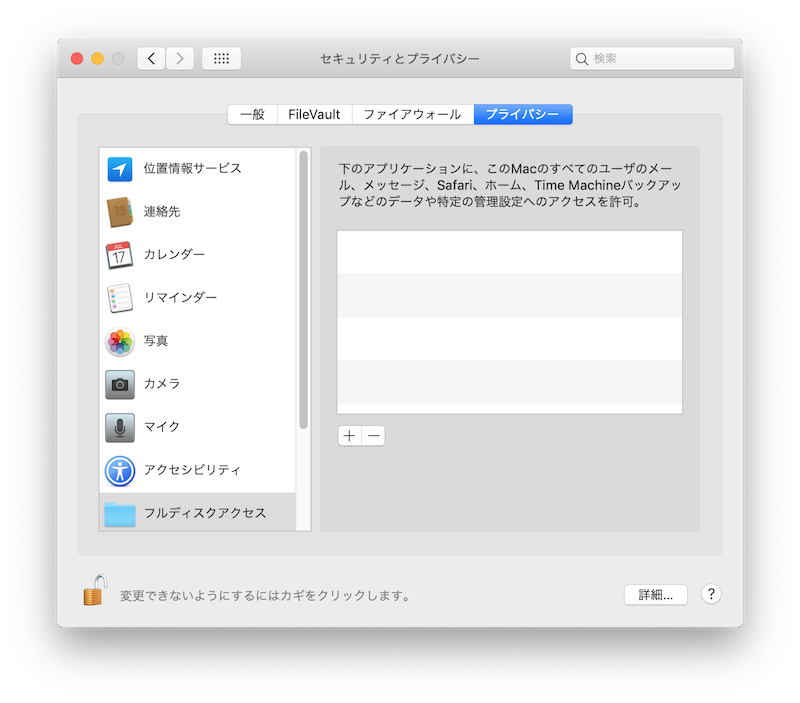 セキュリティとプライバシー
検索
一般
FileVault
ファイアウォール
プライバシー
位置情報サービス
連絡先
JUL
17
カレンダー
リマインダー
写真
カメラ
マイク
アクセシビリティ
フルディスクアクセス
下のアプリケーションに、このMacのすべてのユーザのメー
ル、メッセージ、Safari、ホーム、Time Machineバックアッ
プなどのデータや特定の管理設定へのアクセスを許可。
変更できないようにするにはカギをクリックします。
詳細...
?